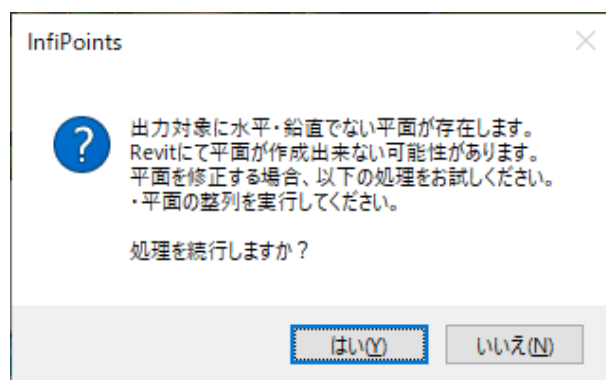 InfiPoints
出力対象に水平・鉛直でない平面が存在します。
Revitにて平面が作成出来ない可能性があります。
平面を修正する場合、以下の処理をお試しください。
・平面の整列を実行してください。
処理を続行しますか？
はい(Y)
いいえ(N)